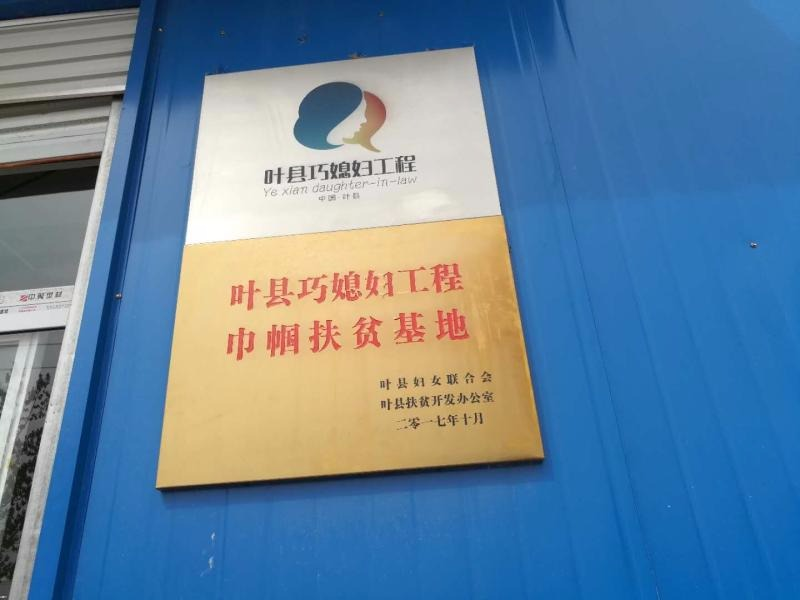 叶县巧媳妇工程
Ye xian daughter-in-law
中国·叶县
叶县巧媳妇工程
巾帼扶贫基地
叶县妇女联合会
叶县扶贫开发办公室
二零一七年十月